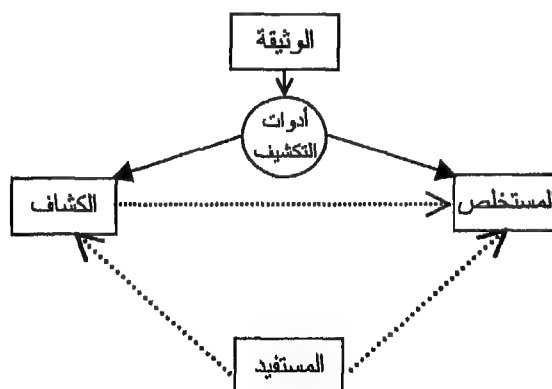 الوثيقة
أدوات
التكشيف
المستخلص
الكشاف
المستفيد